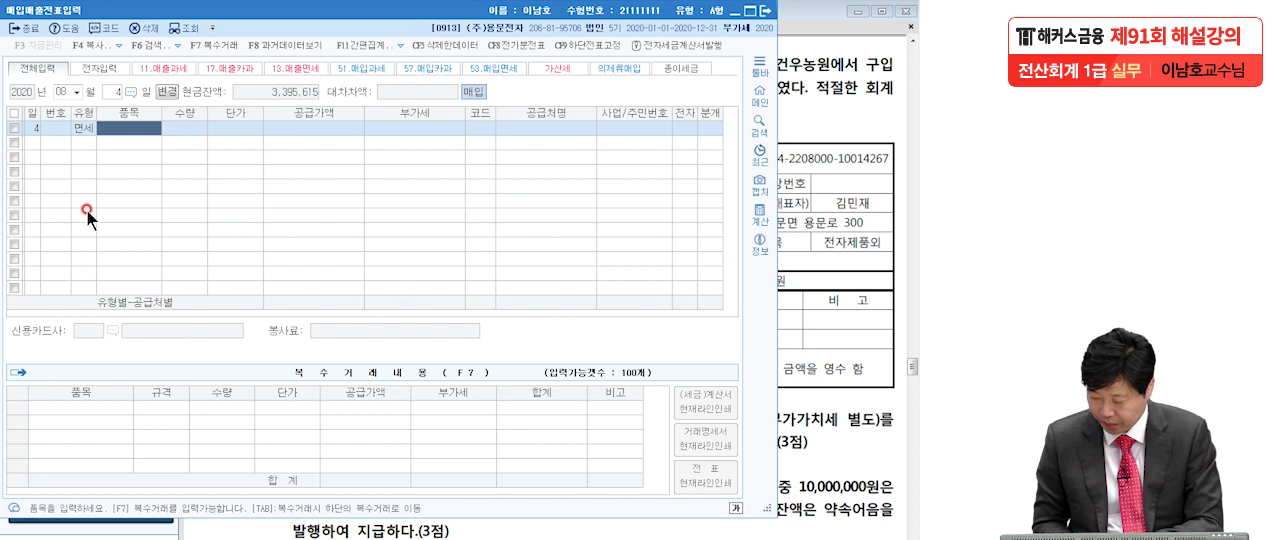 매입매출전표입력 이름 : 이남호 수험번호 : 21111111 유형 : A형
종료 도움 코드 삭제 조회 [0913] (주)용문전자 206-81-95706 법인 5기 2020-01-01~2020-12-31 부가세 2020
F3 자금관리 F4 복사.. F6 검색.. F7 복수거래 F8 과거데이터보기 F11간편집계.. CF5 삭제한데이터 CF8전기분전표 CF9하단전표고정 전자세금계산서발행
전체입력 전자입력 11.매출과세 17.매출카과 13.매출면세 51.매입과세 57.매입카과 53.매입면세 가산세 의제류매입 종이세금
2020 년 08 월 4 일 변경 현금잔액: 3,395,615 대차차액: 매입
일 번호 유형 품목 수량 단가 공급가액 부가세 코드 공급처명 사업/주민번호 전자 분개
4 면세
유형별-공급처별
신용카드사: 봉사료:
복 수 거 래 내 용 ( F7 ) (입력가능갯수 : 100개)
품목 규격 수량 단가 공급가액 부가세 합계 비고
합 계
(세금)계산서
현재라인인쇄
거래명세서
현재라인인쇄
전 표
현재라인인쇄
품목을 입력하세요. [F7] 복수거래를 입력가능합니다. [TAB]:복수거래시 하단의 복수거래로 이동 가
툴바
메인
검색
최근
캡처
계산
정보
건우농원에서 구입
였다. 적절한 회계
4-2208000-10014267
번호
대표자) 김민재
문면 용문로 300
목 전자제품외
원
비 고
금액을 영수 함
부가가치세 별도)를
(3점)
중 10,000,000원은
잔액은 약속어음을
발행하여 지급하다.(3점)
해커스금융 제91회 해설강의
전산회계 1급 실무 이남호교수님